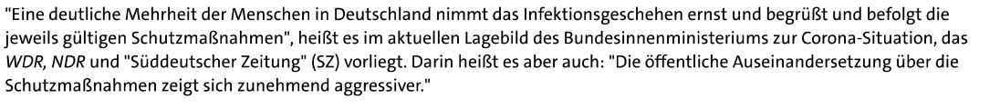 "Eine deutliche Mehrheit der Menschen in Deutschland nimmt das Infektionsgeschehen ernst und begrüßt und befolgt die
jeweils gültigen Schutzmaßnahmen", heißt es im aktuellen Lagebild des Bundesinnenministeriums zur Corona-Situation, das
WDR, NDR und "Süddeutscher Zeitung" (SZ) vorliegt. Darin heißt es aber auch: "Die öffentliche Auseinandersetzung über die
Schutzmaßnahmen zeigt sich zunehmend aggressiver."